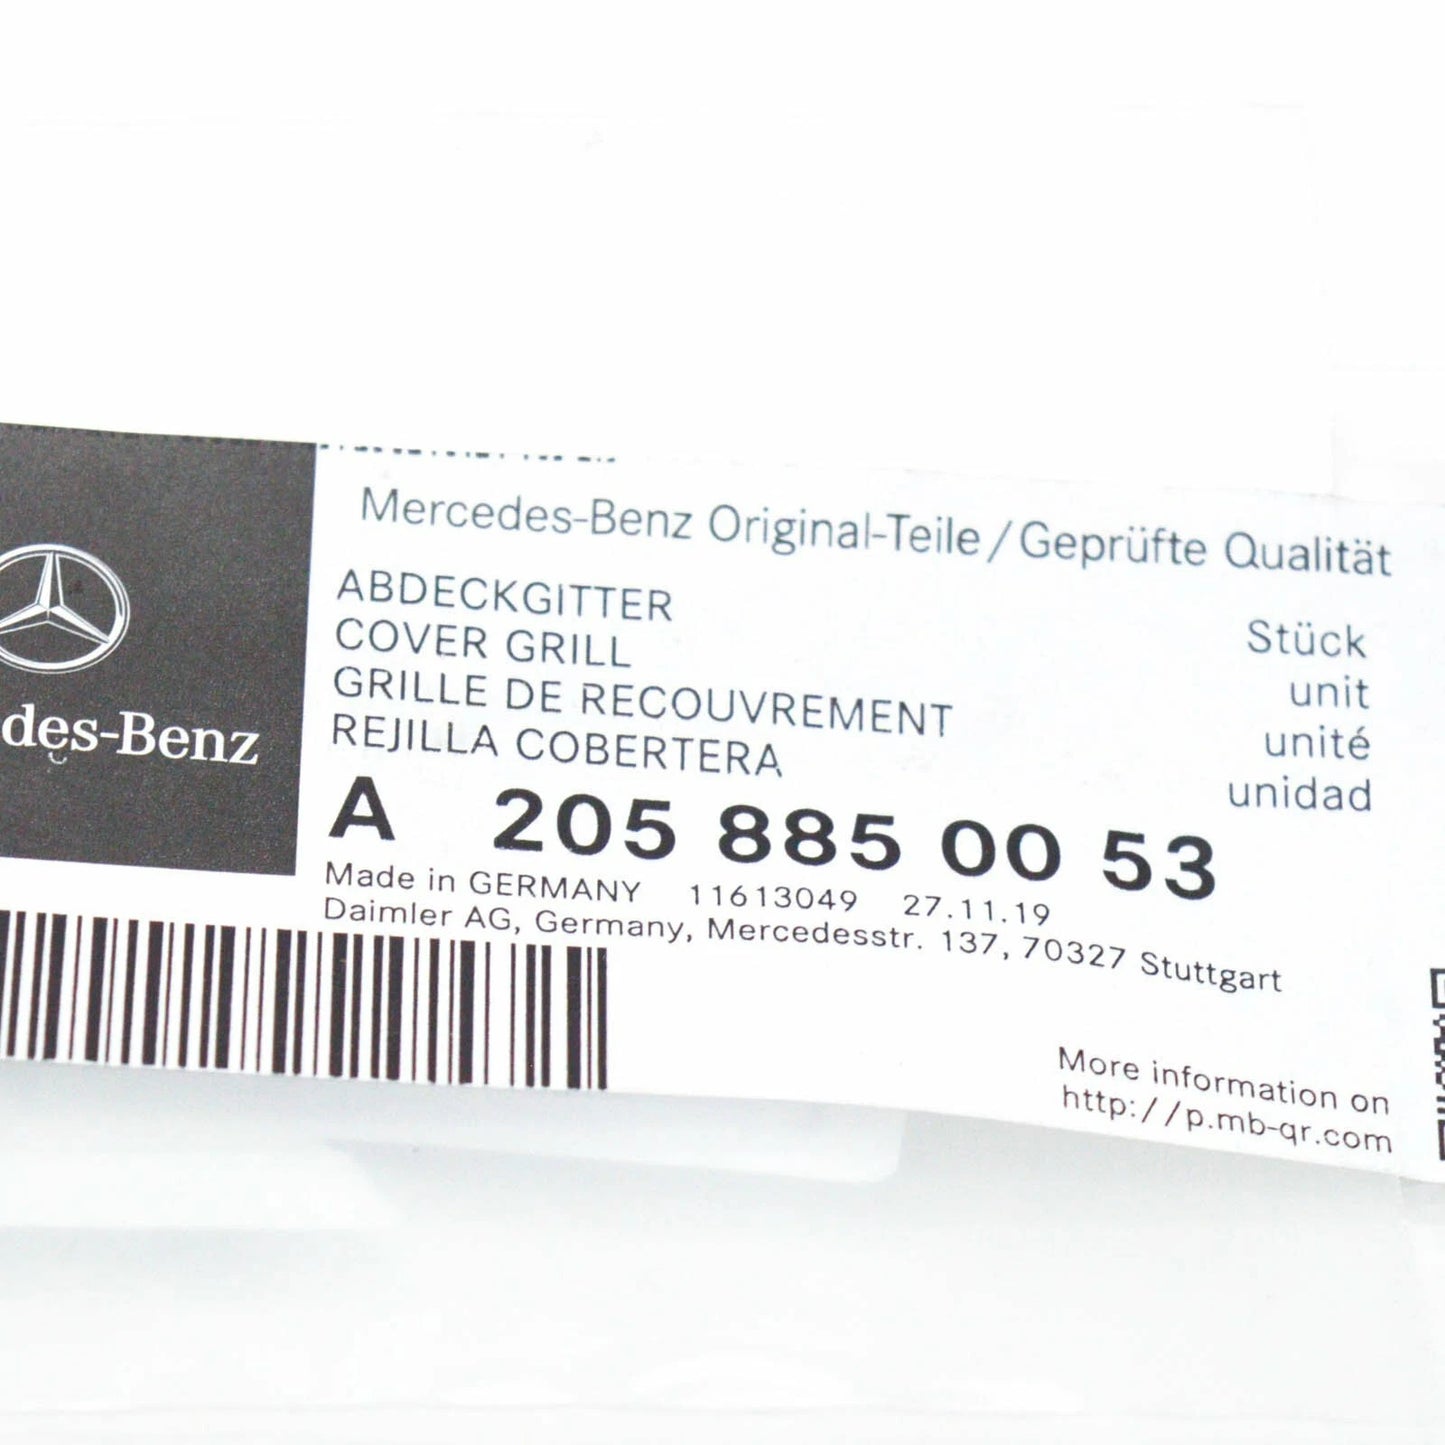 des-Benz
Mercedes-Benz Original-Teile/Geprüfte Qualität
ABDECKGITTER
COVER GRILL
GRILLE DE RECOUVREMENT
REJILLA COBERTERA
Stück
unit
unité
unidad
A 205 885 00 53
Made in GERMANY 11613049 27.11.19
Daimler AG, Germany, Mercedesstr. 137, 70327 Stuttgart
More information on
http://p.mb-qr.com